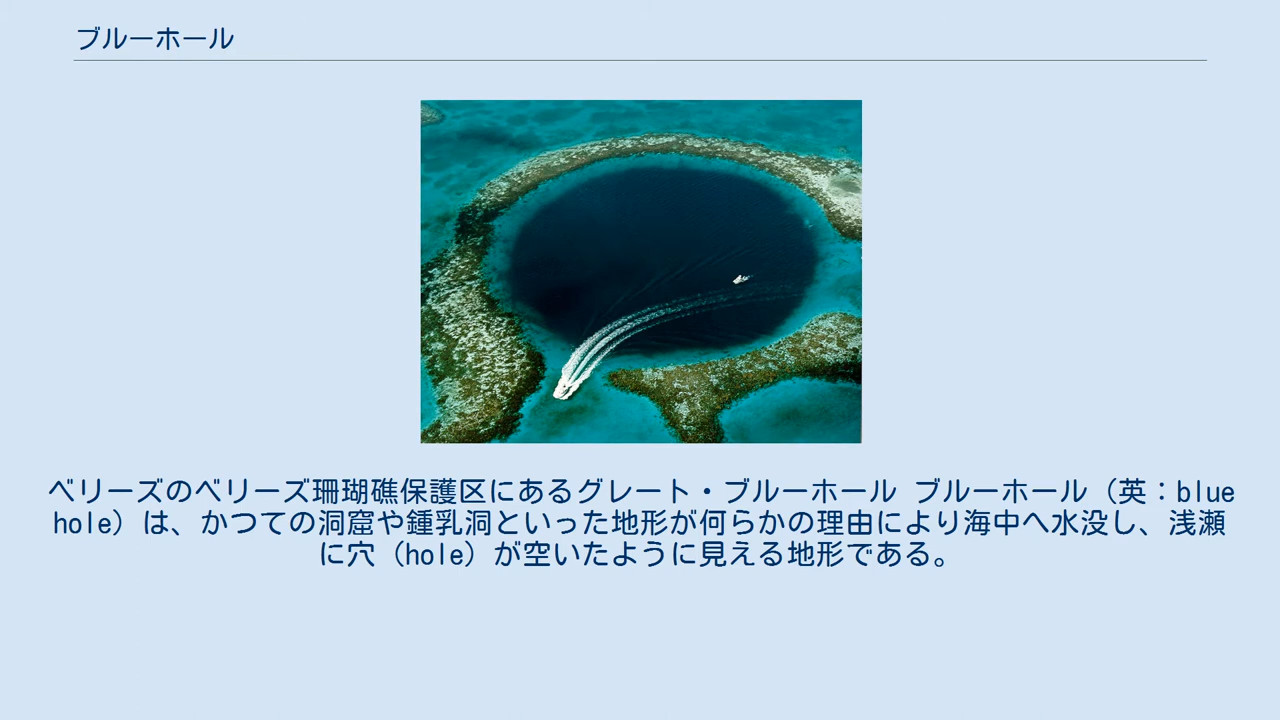 ブルーホール
ベリーズのベリーズ珊瑚礁保護区にあるグレート・ブルーホール ブルーホール（英：blue
hole）は、かつての洞窟や鍾乳洞といった地形が何らかの理由により海中へ水没し、浅瀬
に穴（hole）が空いたように見える地形である。